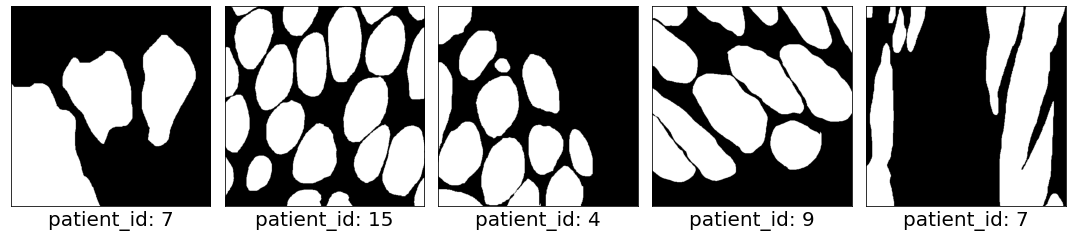 patient_id: 7
patient_id: 15
patient_id: 4
patient_id: 9
patient_id: 7